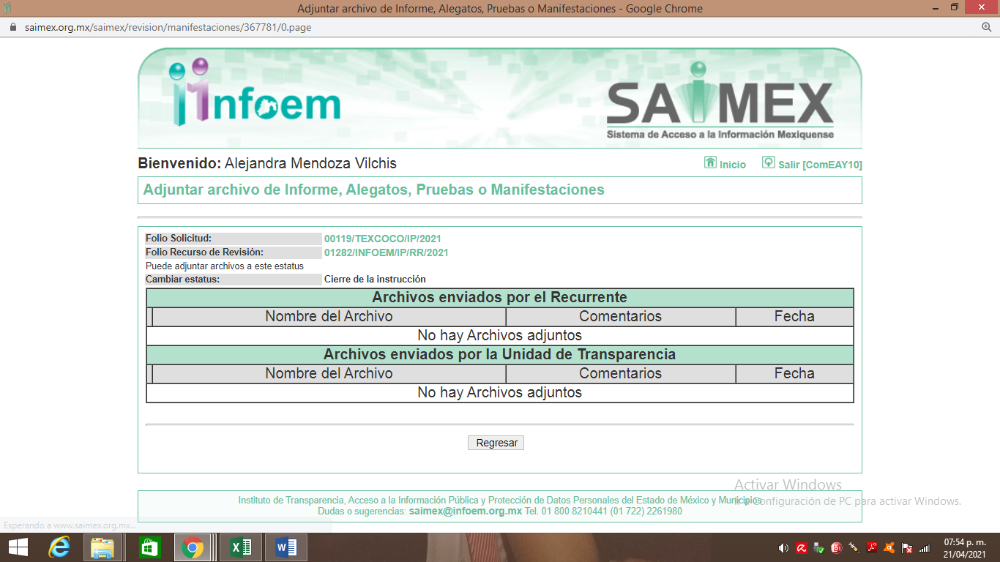 Adjuntar archivo de Informe, Alegatos, Pruebas o Manifestaciones - Google Chrome
saimex.org.mx/saimex/revision/manifestaciones/367781/0.page
infoem
SAIMEX
Sistema de Acceso a la Información Mexiquense
Bienvenido: Alejandra Mendoza Vilchis
Inicio
Salir [ComEAY10]
Adjuntar archivo de Informe, Alegatos, Pruebas o Manifestaciones
Folio Solicitud: 00119/TEXCOCO/IP/2021
Folio Recurso de Revisión: 01282/INFOEM/IP/RR/2021
Puede adjuntar archivos a este estatus
Cambiar estatus: Cierre de la instrucción
Archivos enviados por el Recurrente
Nombre del Archivo Comentarios Fecha
No hay Archivos adjuntos
Archivos enviados por la Unidad de Transparencia
Nombre del Archivo Comentarios Fecha
No hay Archivos adjuntos
Regresar
Activar Windows
Ir a Configuración de PC para activar Windows.
Instituto de Transparencia, Acceso a la Información Pública y Protección de Datos Personales del Estado de México y Municipios
Dudas o sugerencias: saimex@infoem.org.mx Tel. 01 800 8210441 (01 722) 2261980
Esperando a www.saimex.org.mx...
07:54 p. m.
21/04/2021